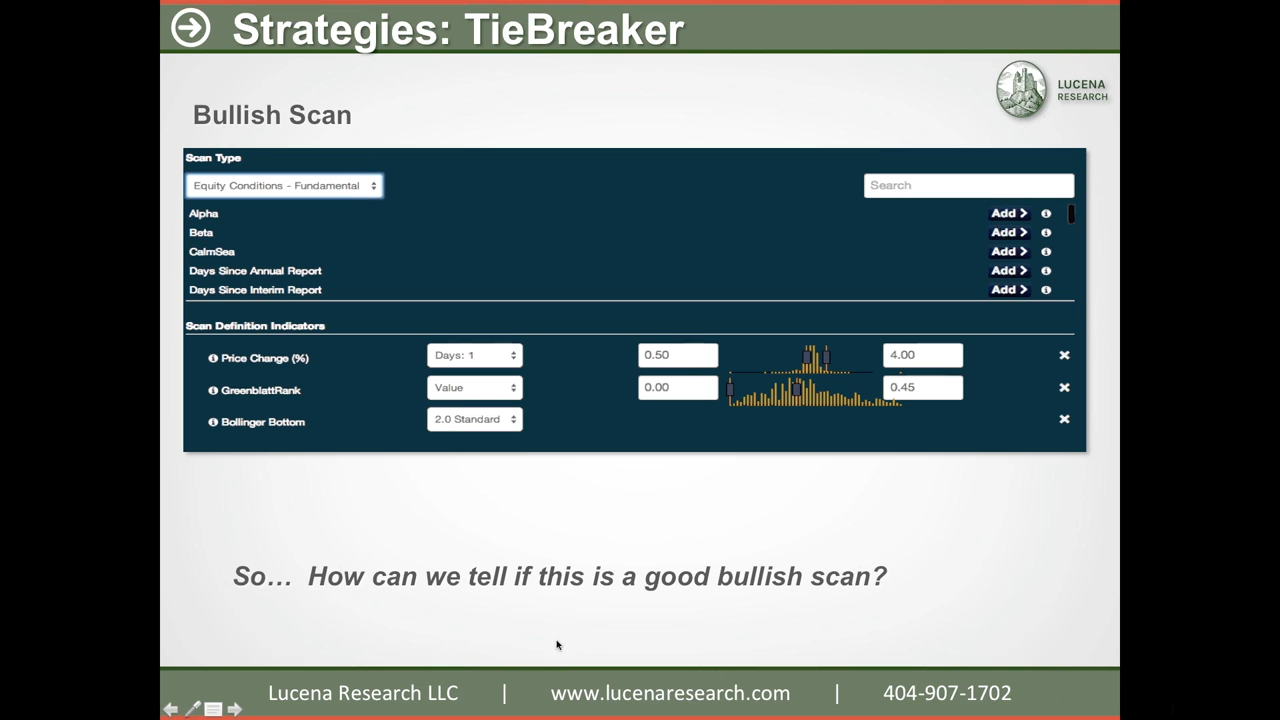 Strategies: TieBreaker
LUCENA
RESEARCH
Bullish Scan
Scan Type
Equity Conditions - Fundamental
Search
Alpha Add
Beta Add
CalmSea Add
Days Since Annual Report Add
Days Since Interim Report Add
Scan Definition Indicators
Price Change (%) Days: 1 0.50 4.00
GreenblattRank Value 0.00 0.45
Bollinger Bottom 2.0 Standard
So... How can we tell if this is a good bullish scan?
Lucena Research LLC | www.lucenaresearch.com | 404-907-1702